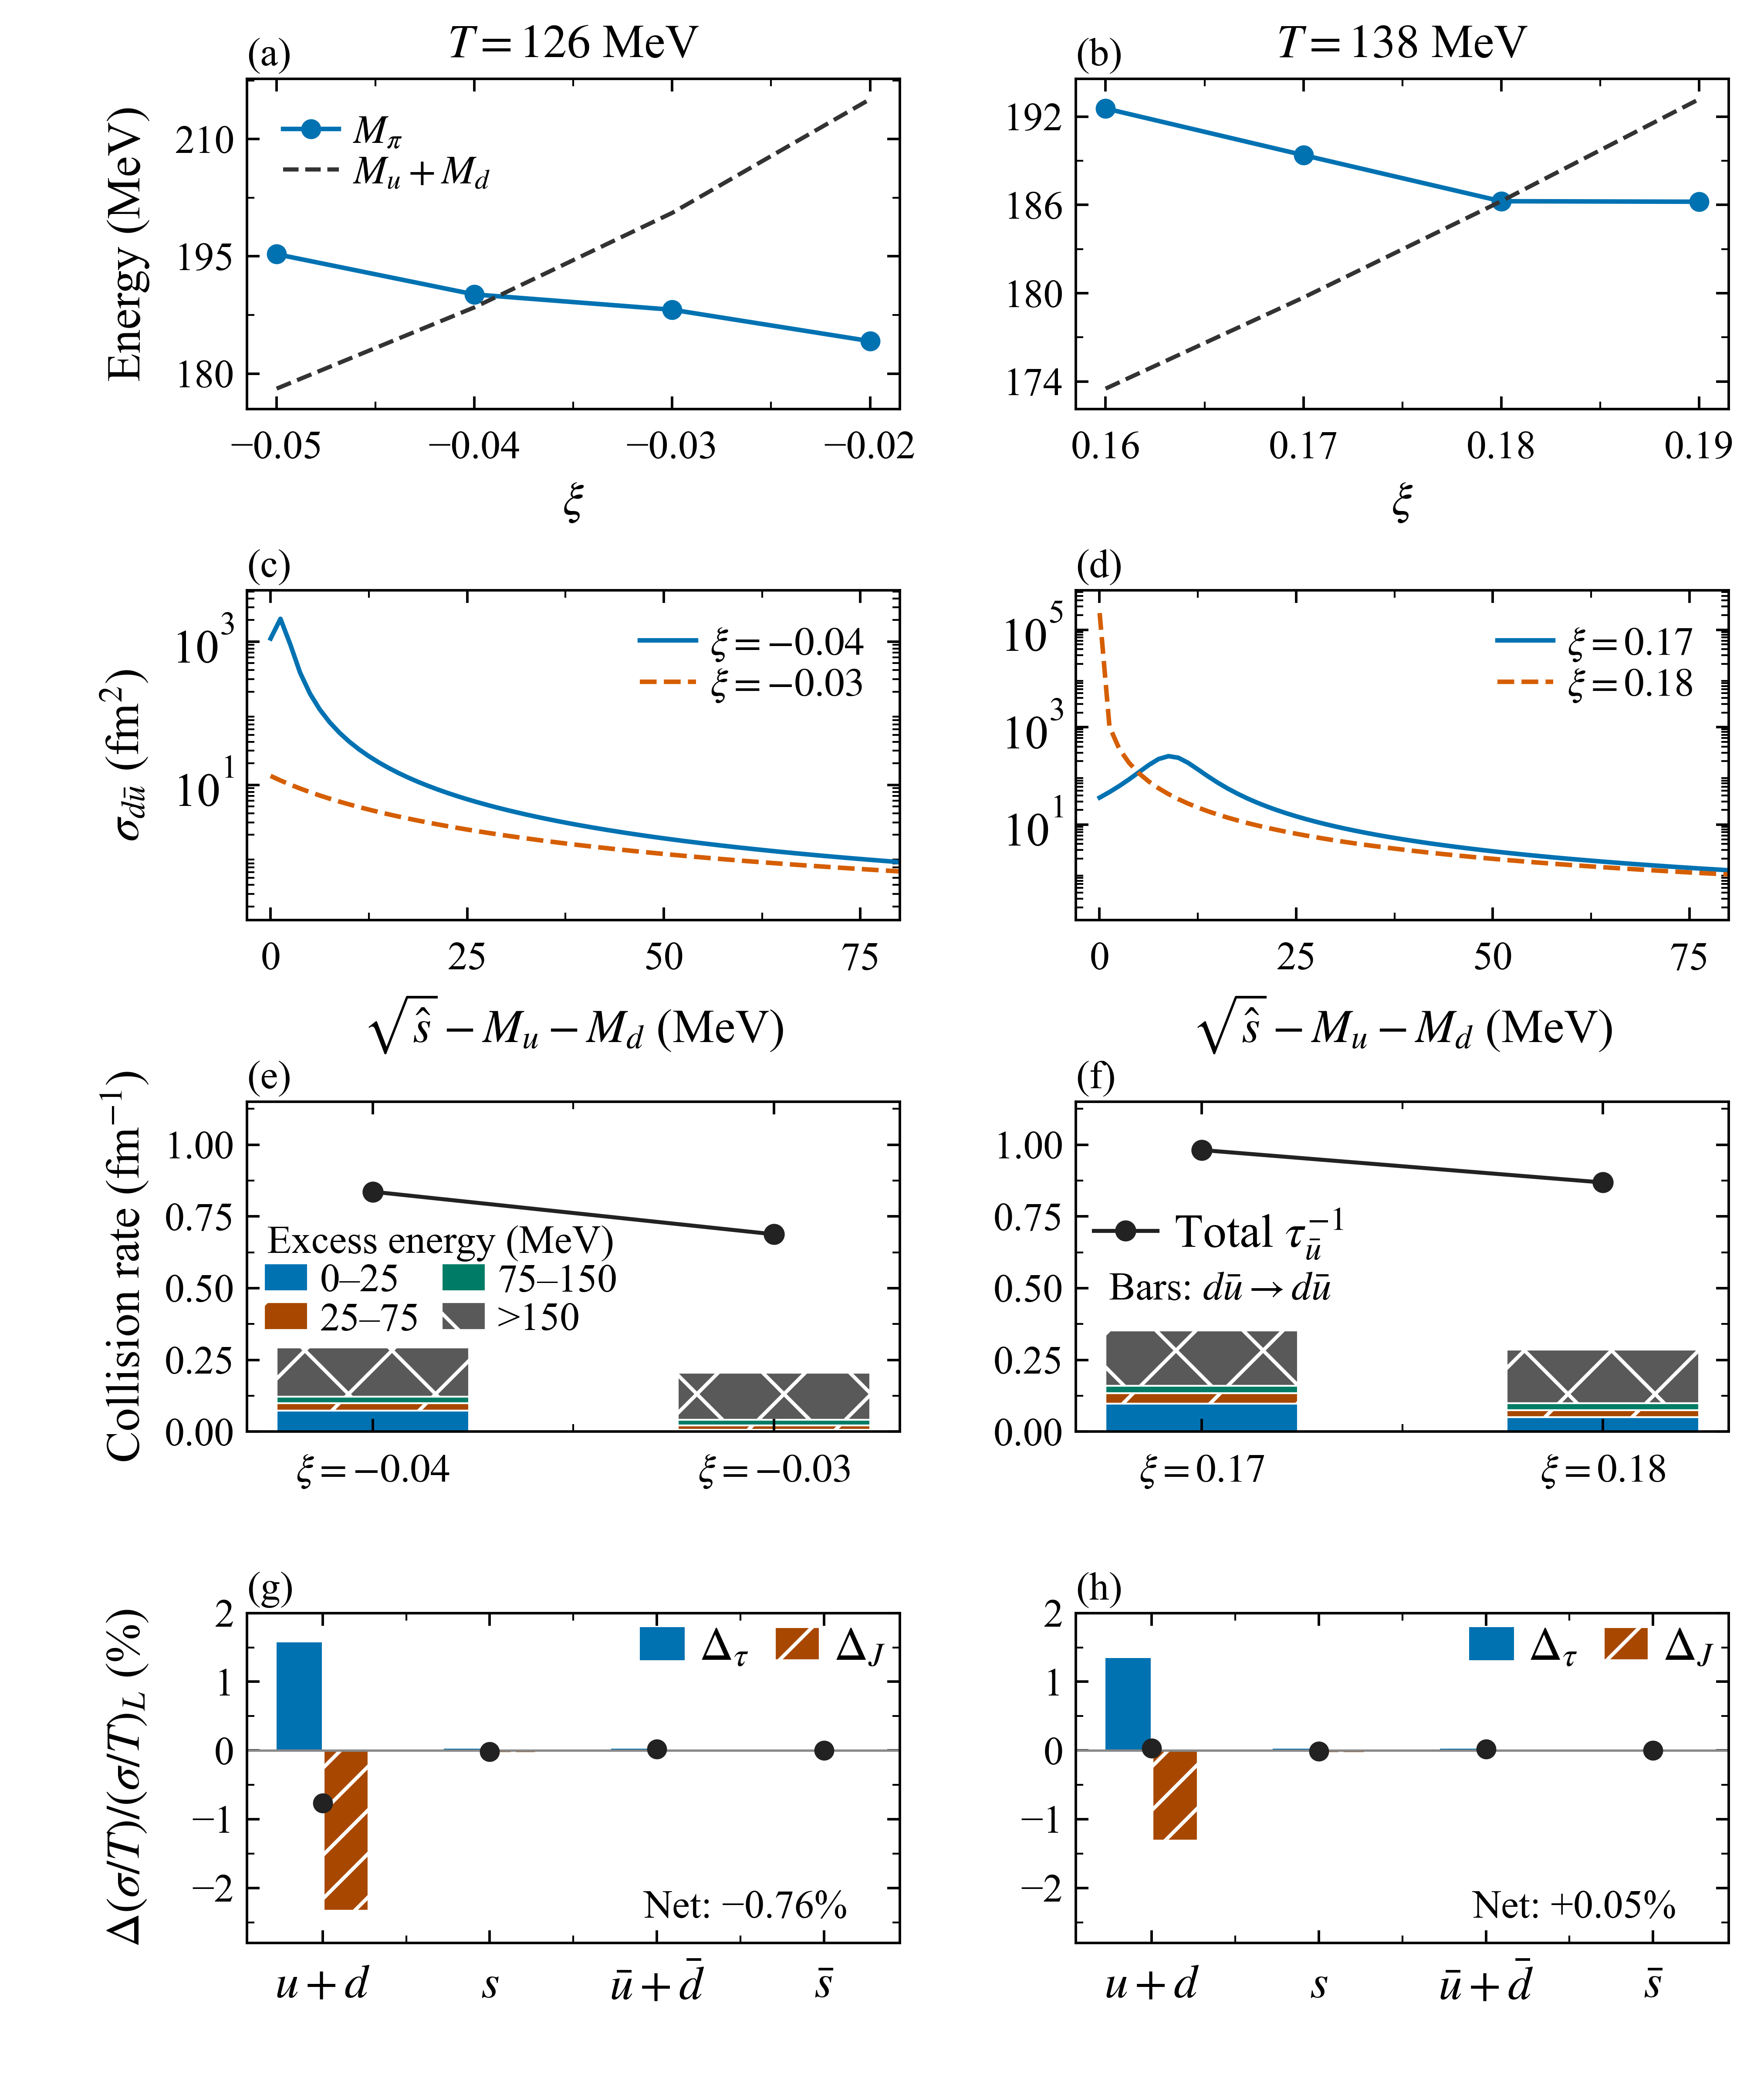 T = 126 MeV
(a)
Energy (MeV)
210
195
180
M_π
M_u + M_d
−0.05 −0.04 −0.03 −0.02
ξ
T = 138 MeV
(b)
192
186
180
174
0.16 0.17 0.18 0.19
ξ
(c)
σ_{dū} (fm²)
10³
10¹
ξ = −0.04
ξ = −0.03
0 25 50 75
√ŝ − M_u − M_d (MeV)
(d)
10⁵
10³
10¹
ξ = 0.17
ξ = 0.18
0 25 50 75
√ŝ − M_u − M_d (MeV)
(e)
Collision rate (fm⁻¹)
1.00
0.75
0.50
0.25
0.00
Excess energy (MeV)
0–25 75–150
25–75 >150
ξ = −0.04 ξ = −0.03
(f)
1.00
0.75
0.50
0.25
0.00
Total τ_ū⁻¹
Bars: dū → dū
ξ = 0.17 ξ = 0.18
(g)
Δ(σ/T)/(σ/T)_L (%)
2
1
0
−1
−2
Δ_τ Δ_J
Net: −0.76%
u + d s ū + d̄ s̄
(h)
2
1
0
−1
−2
Δ_τ Δ_J
Net: +0.05%
u + d s ū + d̄ s̄